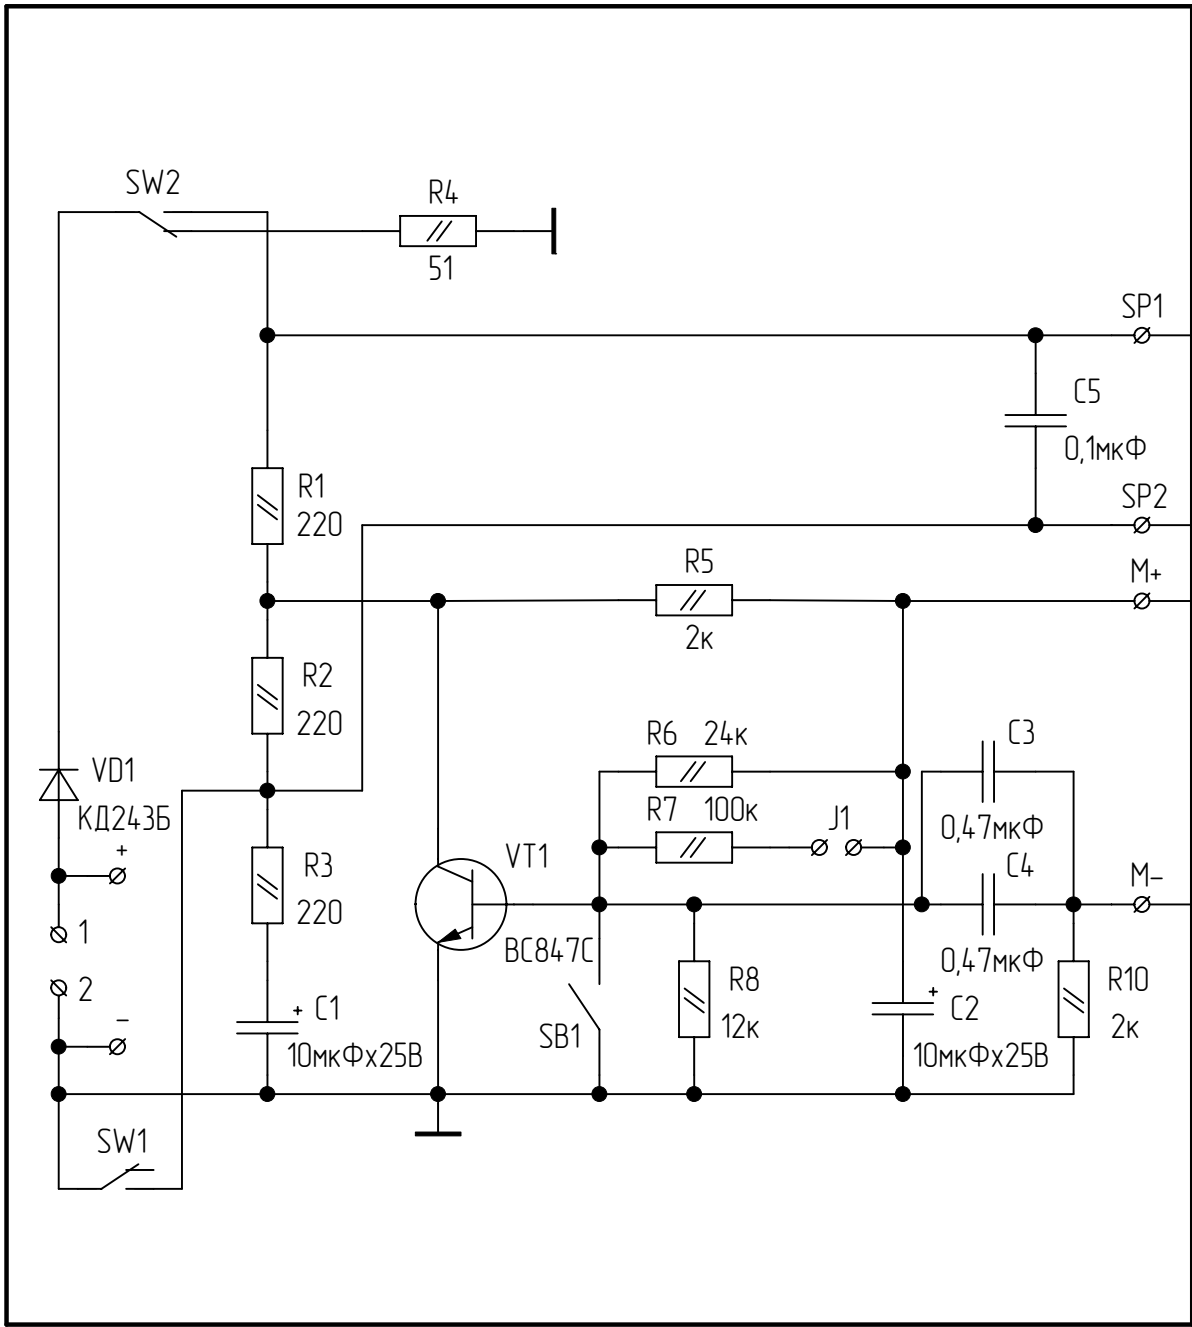 SW2
R4
51
SP1
C5
0,1мкФ
R1
220
SP2
R5
2к
M+
R2
220
R6 24к
C3
VD1
КД243Б
R7 100к
J1
0,47мкФ
+
R3
220
VT1
C4
M-
1
BC847C
0,47мкФ
2
R8
12к
R10
2к
+ C1
10мкФх25В
+ C2
10мкФх25В
-
SB1
SW1